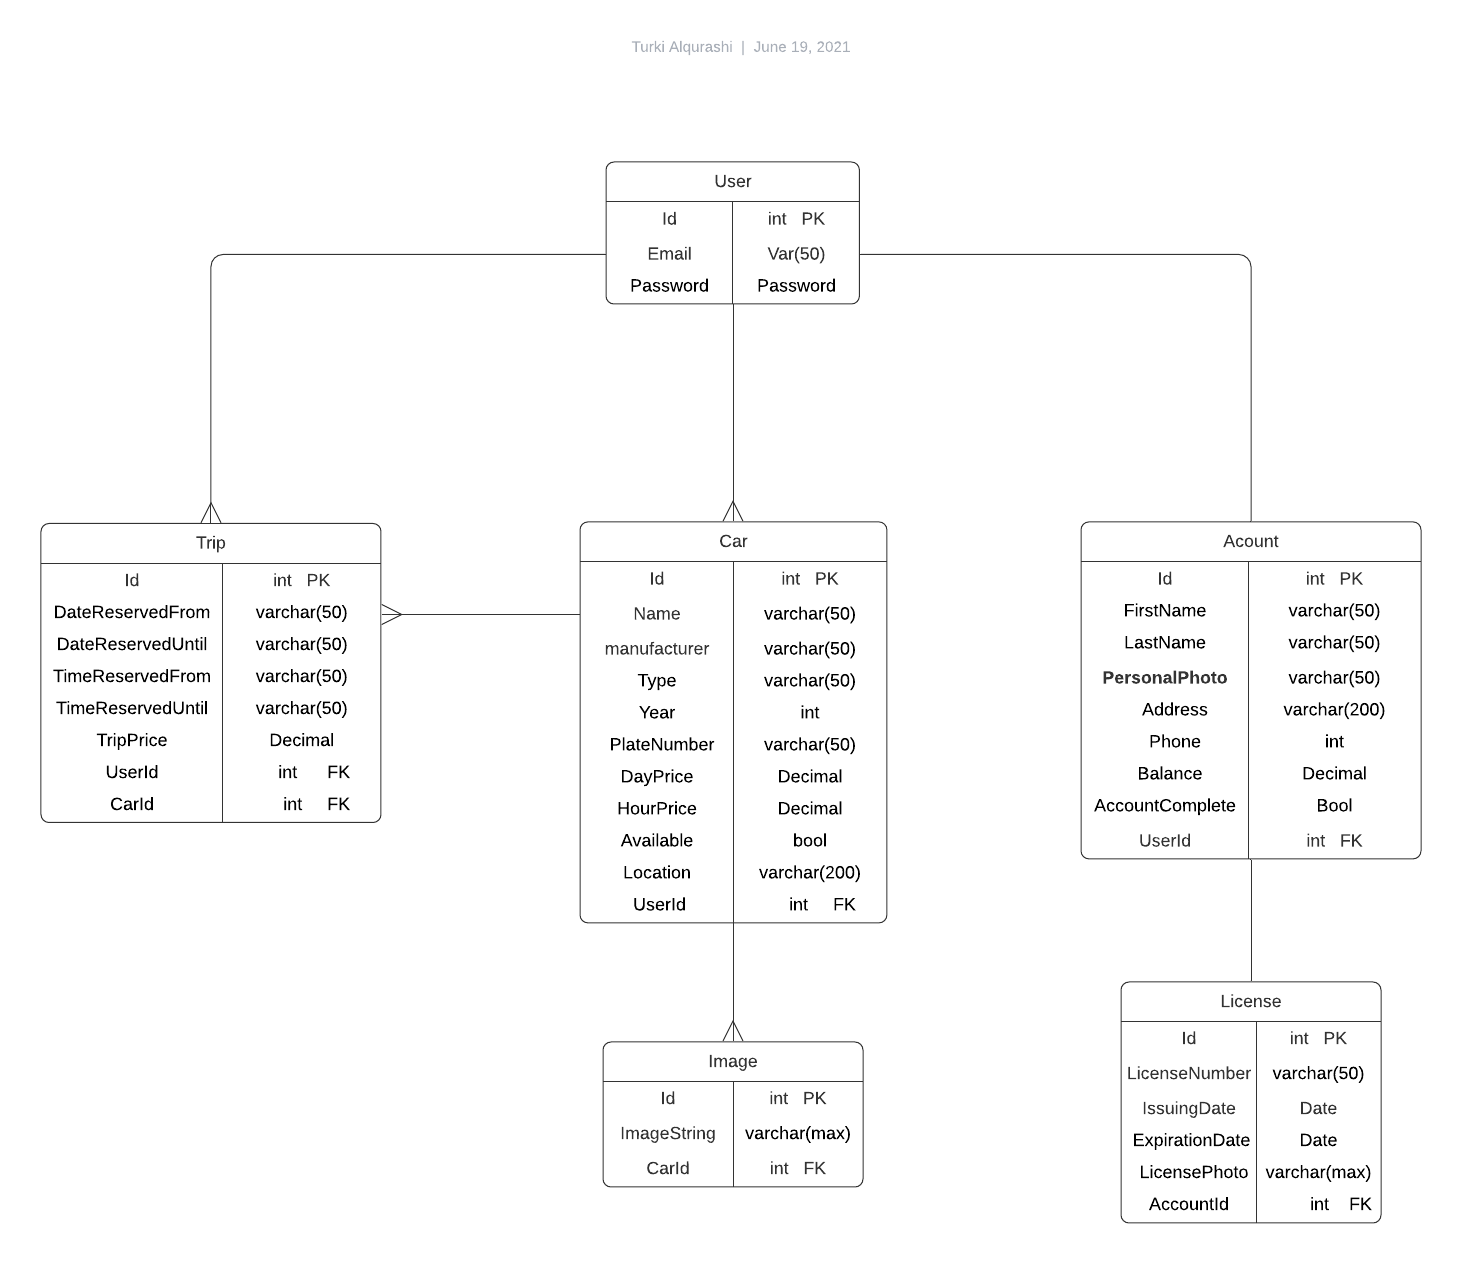 Turki Alqurashi | June 19, 2021
User
Id int PK
Email Var(50)
Password Password
Trip
Id int PK
DateReservedFrom varchar(50)
DateReservedUntil varchar(50)
TimeReservedFrom varchar(50)
TimeReservedUntil varchar(50)
TripPrice Decimal
UserId int FK
CarId int FK
Car
Id int PK
Name varchar(50)
manufacturer varchar(50)
Type varchar(50)
Year int
PlateNumber varchar(50)
DayPrice Decimal
HourPrice Decimal
Available bool
Location varchar(200)
UserId int FK
Acount
Id int PK
FirstName varchar(50)
LastName varchar(50)
PersonalPhoto varchar(50)
Address varchar(200)
Phone int
Balance Decimal
AccountComplete Bool
UserId int FK
Image
Id int PK
ImageString varchar(max)
CarId int FK
License
Id int PK
LicenseNumber varchar(50)
IssuingDate Date
ExpirationDate Date
LicensePhoto varchar(max)
AccountId int FK